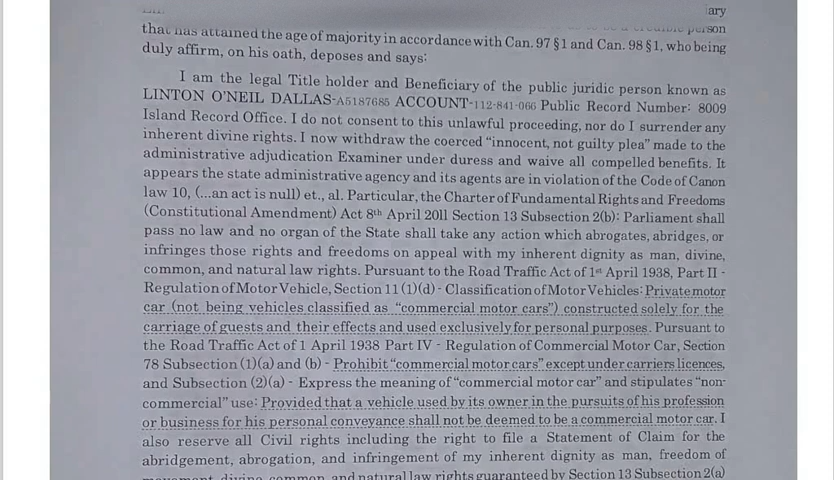 ary
person
that has attained the age of majority in accordance with Can. 97 §1 and Can. 98 §1, who being
duly affirm, on his oath, deposes and says:
I am the legal Title holder and Beneficiary of the public juridic person known as
LINTON O'NEIL DALLAS-A5187685 ACCOUNT-112-841-066 Public Record Number: 8009
Island Record Office. I do not consent to this unlawful proceeding, nor do I surrender any
inherent divine rights. I now withdraw the coerced “innocent, not guilty plea” made to the
administrative adjudication Examiner under duress and waive all compelled benefits. It
appears the state administrative agency and its agents are in violation of the Code of Canon
law 10, (...an act is null) et., al. Particular, the Charter of Fundamental Rights and Freedoms
(Constitutional Amendment) Act 8th April 2011 Section 13 Subsection 2(b): Parliament shall
pass no law and no organ of the State shall take any action which abrogates, abridges, or
infringes those rights and freedoms on appeal with my inherent dignity as man, divine,
common, and natural law rights. Pursuant to the Road Traffic Act of 1st April 1938, Part II -
Regulation of Motor Vehicle, Section 11 (1)(d) - Classification of Motor Vehicles: Private motor
car (not being vehicles classified as “commercial motor cars”) constructed solely for the
carriage of guests and their effects and used exclusively for personal purposes. Pursuant to
the Road Traffic Act of 1 April 1938 Part IV - Regulation of Commercial Motor Car, Section
78 Subsection (1)(a) and (b) - Prohibit “commercial motor cars” except under carriers licences,
and Subsection (2)(a) - Express the meaning of “commercial motor car” and stipulates “non-
commercial” use: Provided that a vehicle used by its owner in the pursuits of his profession
or business for his personal conveyance shall not be deemed to be a commercial motor car. I
also reserve all Civil rights including the right to file a Statement of Claim for the
abridgement, abrogation, and infringement of my inherent dignity as man, freedom of
movement, divine, common, and natural law rights guaranteed by Section 13 Subsection 2(a)